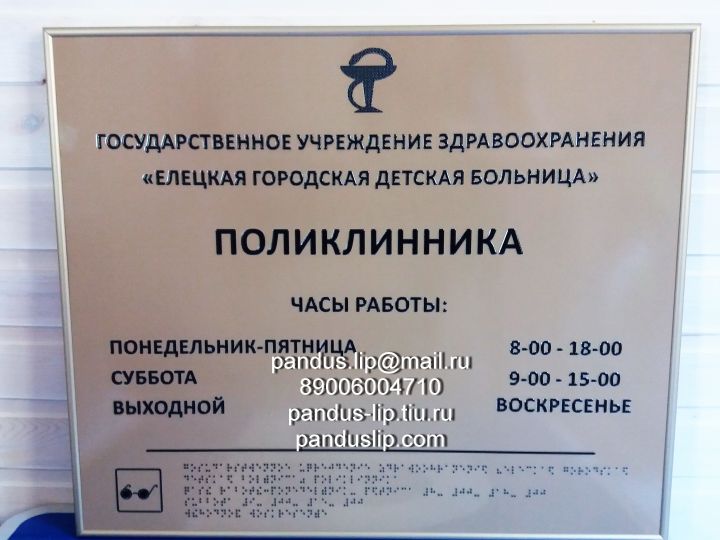 ГОСУДАРСТВЕННОЕ УЧРЕЖДЕНИЕ ЗДРАВООХРАНЕНИЯ
«ЕЛЕЦКАЯ ГОРОДСКАЯ ДЕТСКАЯ БОЛЬНИЦА»
ПОЛИКЛИННИКА
ЧАСЫ РАБОТЫ:
ПОНЕДЕЛЬНИК-ПЯТНИЦА 8-00 - 18-00
pandus.lip@mail.ru
СУББОТА 9-00 - 15-00
89006004710
ВЫХОДНОЙ ВОСКРЕСЕНЬЕ
pandus-lip.tiu.ru
panduslip.com